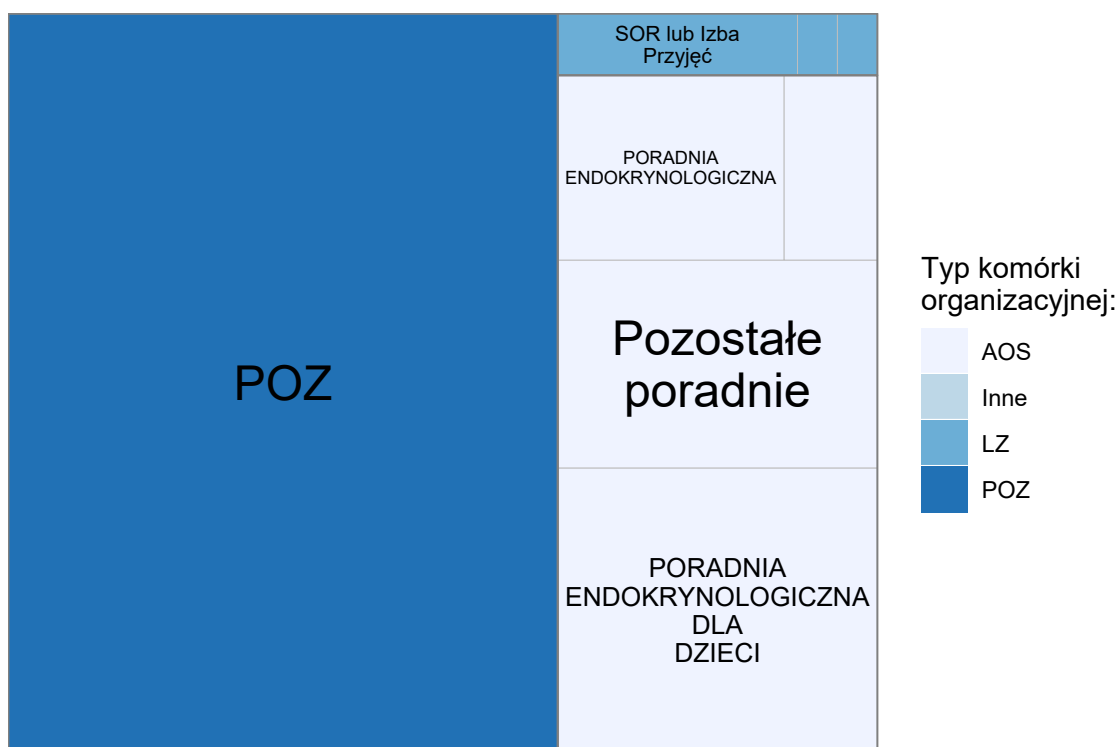 SOR lub Izba
Przyjęć
PORADNIA
ENDOKRYNOLOGICZNA
POZ
Pozostałe
poradnie
PORADNIA
ENDOKRYNOLOGICZNA
DLA
DZIECI
Typ komórki
organizacyjnej:
AOS
Inne
LZ
POZ